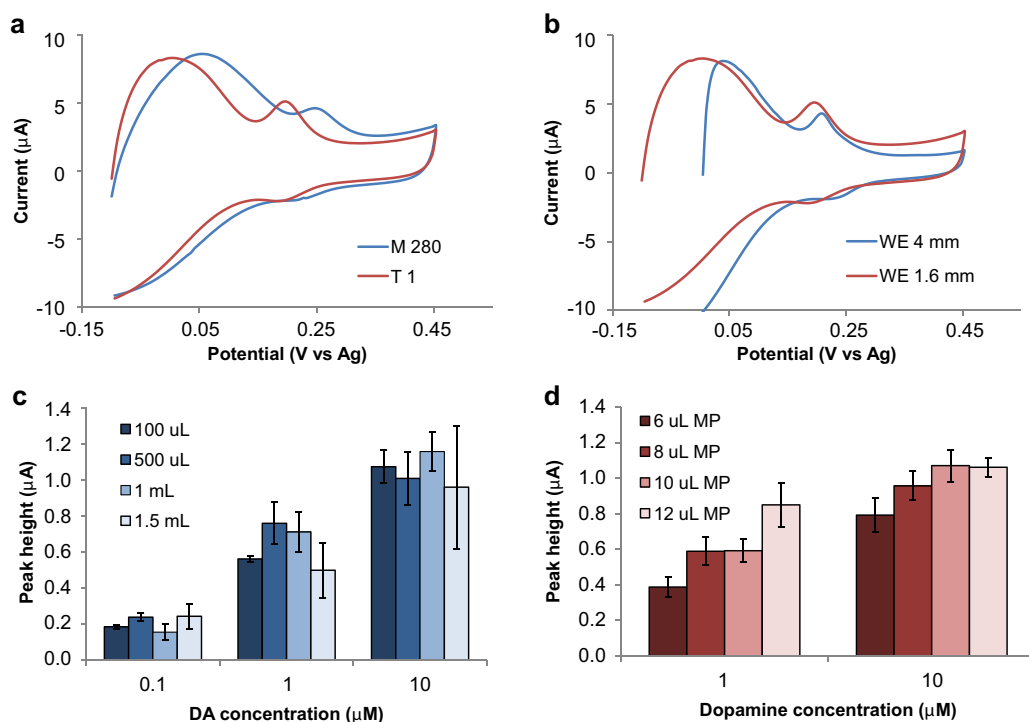 a
10
5
0
-5
-10
Current (μA)
-0.15
0.05
0.25
0.45
Potential (V vs Ag)
M 280
T 1
b
10
5
0
-5
-10
Current (μA)
-0.15
0.05
0.25
0.45
Potential (V vs Ag)
WE 4 mm
WE 1.6 mm
c
1.4
1.2
1.0
0.8
0.6
0.4
0.2
0.0
Peak height (μA)
100 uL
500 uL
1 mL
1.5 mL
0.1
1
10
DA concentration (μM)
d
1.4
1.2
1.0
0.8
0.6
0.4
0.2
0.0
Peak height (μA)
6 uL MP
8 uL MP
10 uL MP
12 uL MP
1
10
Dopamine concentration (μM)